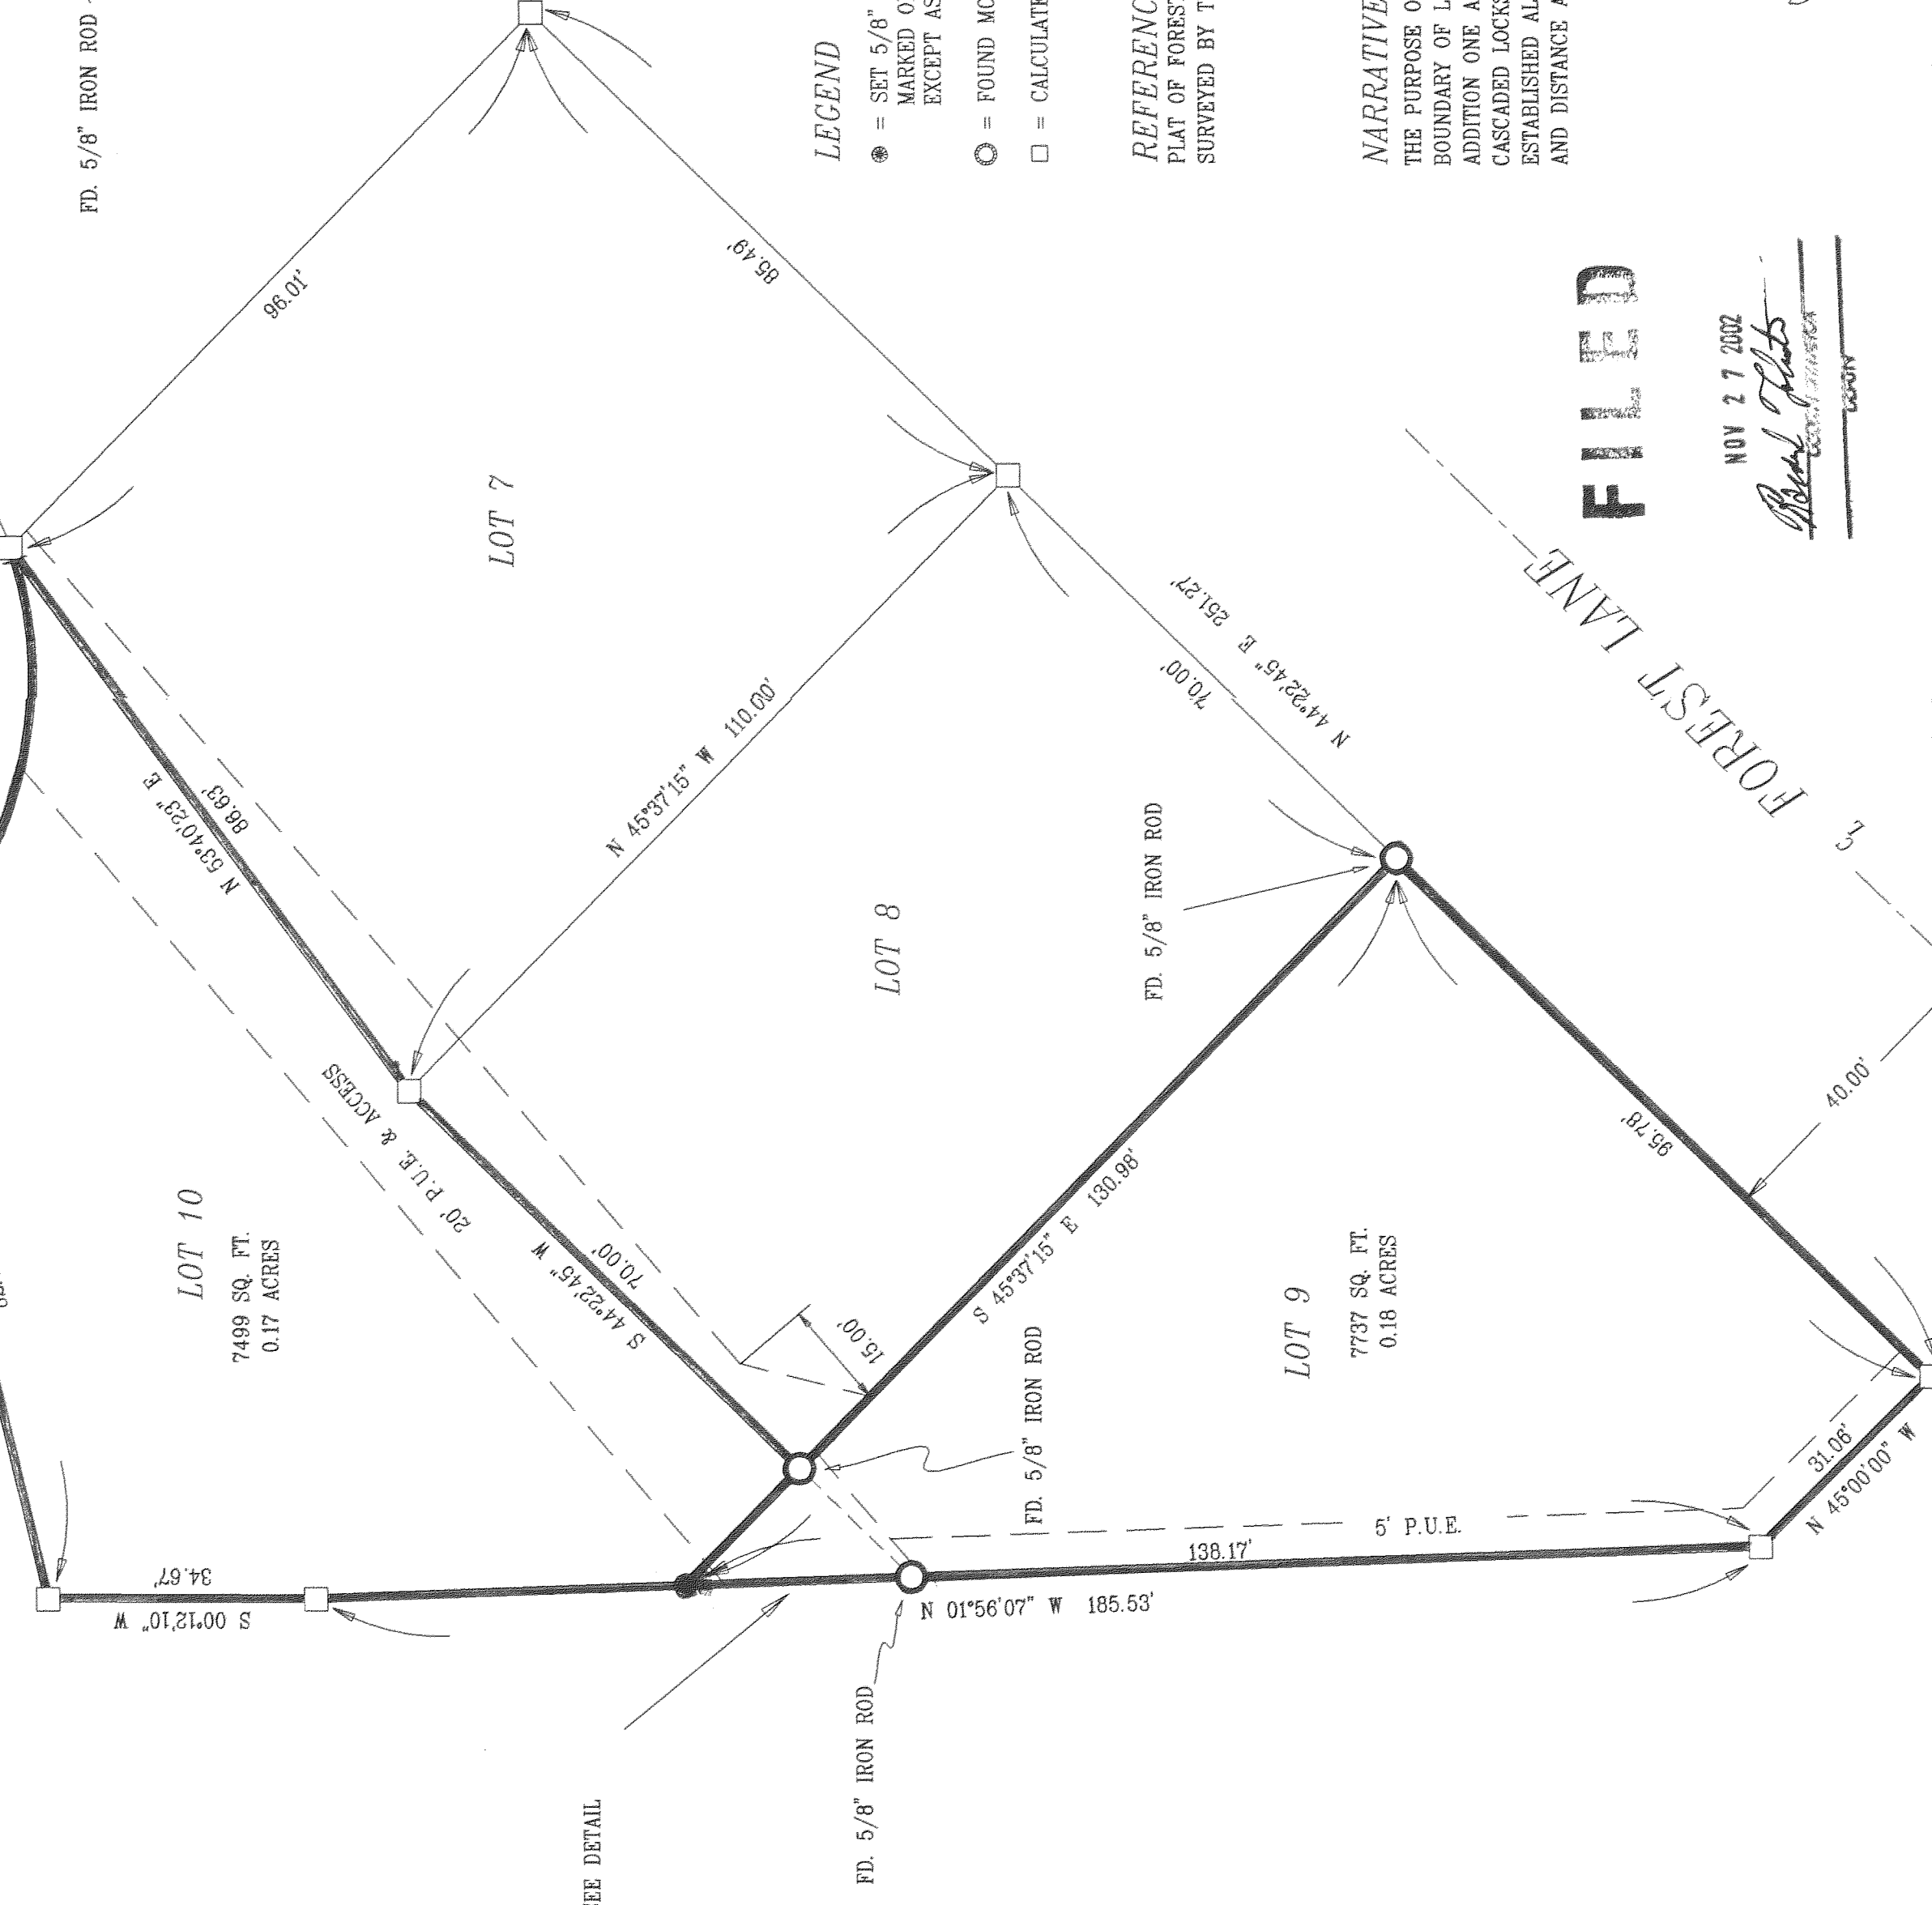 FD. 5/8" IRON ROD
96.01'
85.49'
LOT 7
N 53°40'23" E
86.63'
N 45°37'15" W 110.00'
LOT 8
70.00'
N 44°22'45" E 251.27'
FD. 5/8" IRON ROD
20' P.U.E. & ACCESS
LOT 10
7499 SQ. FT.
0.17 ACRES
S 44°22'45" W
70.00'
15.00'
S 45°37'15" E 130.98'
FD. 5/8" IRON ROD
LOT 9
7737 SQ. FT.
0.18 ACRES
95.78'
40.00'
31.06'
N 45°00'00" W
5' P.U.E.
138.17'
N 01°56'07" W 185.53'
34.67'
S 00°12'10" W
FD. 5/8" IRON ROD
EE DETAIL
FOREST LANE
LEGEND
= SET 5/8"
MARKED O
EXCEPT AS
= FOUND MO
= CALCULATE
REFERENC
PLAT OF FOREST
SURVEYED BY T
NARRATIVE
THE PURPOSE O
BOUNDARY OF L
ADDITION ONE A
CASCADED LOCKS
ESTABLISHED AL
AND DISTANCE A
FILED
NOV 27 2002